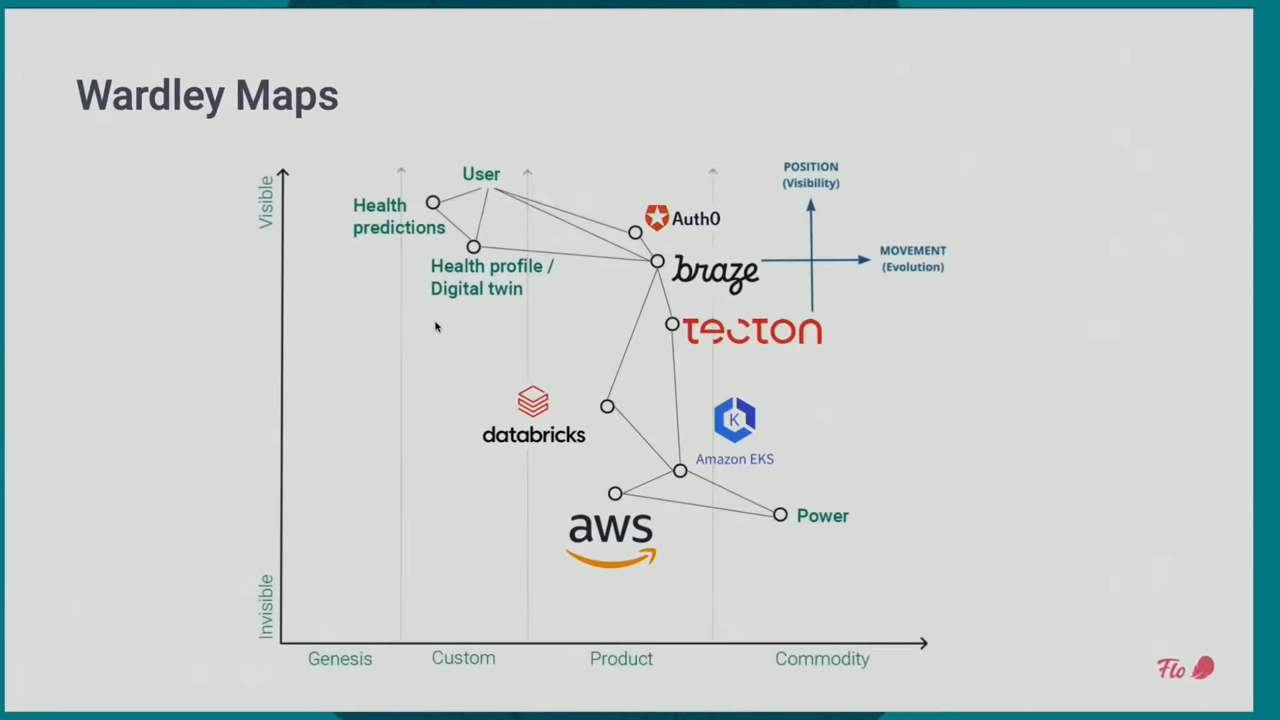 Wardley Maps
Visible
User
Health
predictions
Health profile /
Digital twin
Auth0
braze
POSITION
(Visibility)
MOVEMENT
(Evolution)
TECTON
databricks
K
Amazon EKS
aws
Power
Invisible
Genesis
Custom
Product
Commodity
Flo